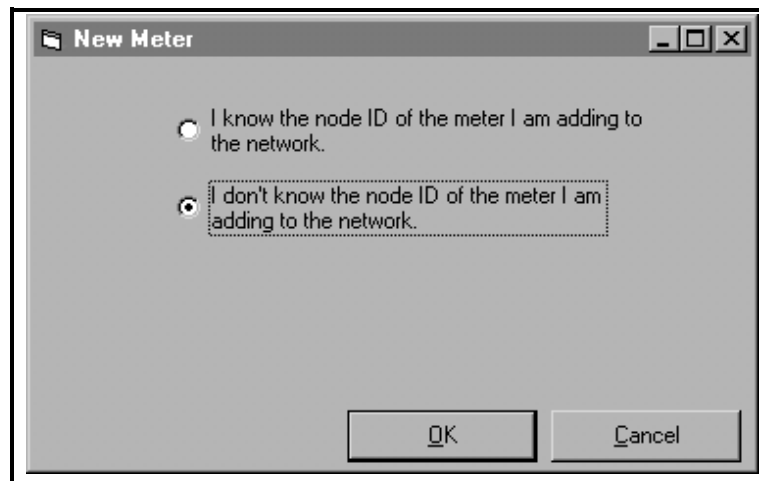 New Meter
I know the node ID of the meter I am adding to
the network.
I don't know the node ID of the meter I am
adding to the network.
OK
Cancel